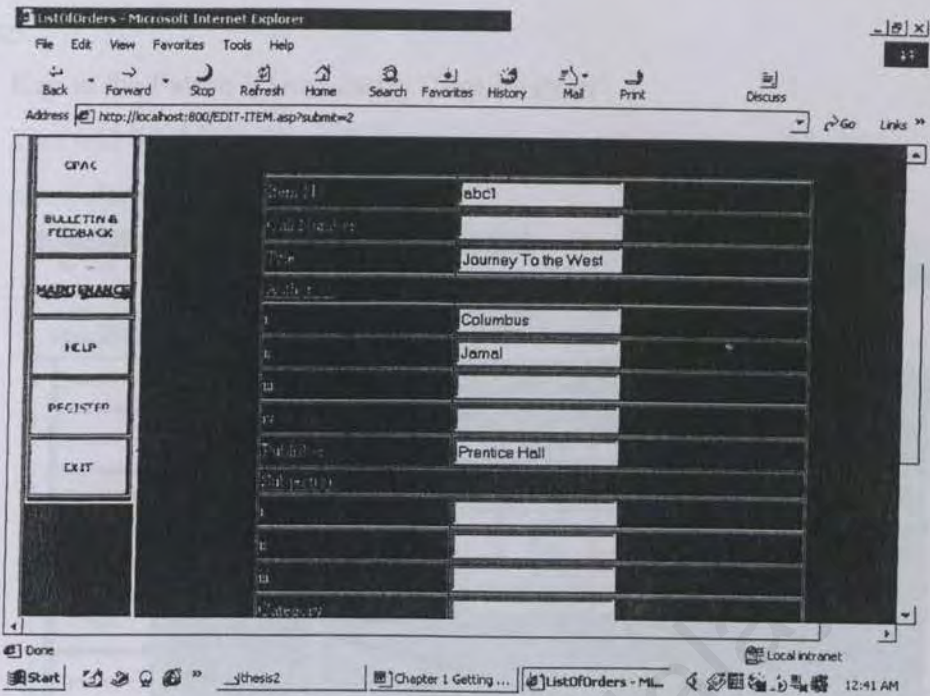 ListOfOrders - Microsoft Internet Explorer
File Edit View Favorites Tools Help
Back Forward Stop Refresh Home Search Favorites History Mail Print Discuss
Address http://localhost:800/EDIT-ITEM.asp?submit=2 Go Links »
OPAC
BULLETIN & FEEDBACK
MAINTENANCE
HELP
REGISTER
EXIT
abc1
Title Journey To the West
i Columbus
ii Jamal
iii
iv
Publisher Prentice Hall
i
ii
iii
Category
Done Local intranet
Start » Chapter 1 Getting ... ListOfOrders - Mi... 12:41 AM